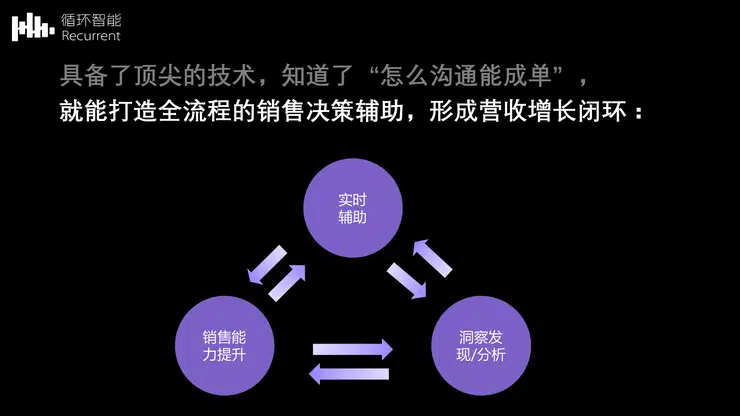 循环智能
Recurrent
具备了顶尖的技术，知道了“怎么沟通能成单”，
就能打造全流程的销售决策辅助，形成营收增长闭环：
实时
辅助
销售能
力提升
洞察发
现/分析